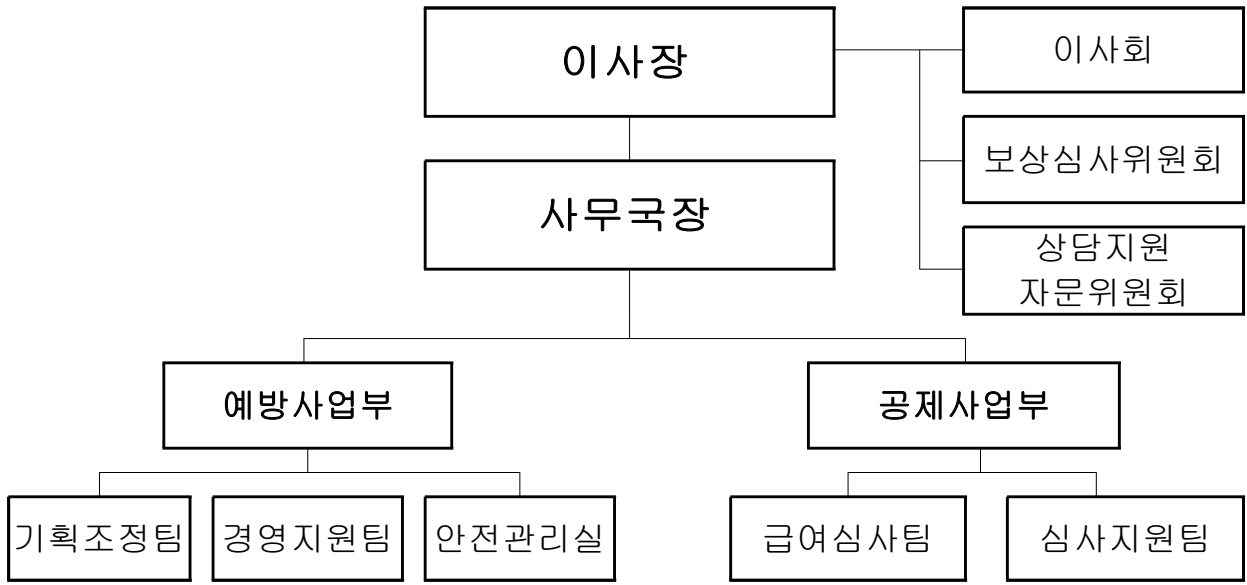 이사장
이사회
보상심사위원회
사무국장
상담지원
자문위원회
예방사업부
공제사업부
기획조정팀
경영지원팀
안전관리실
급여심사팀
심사지원팀